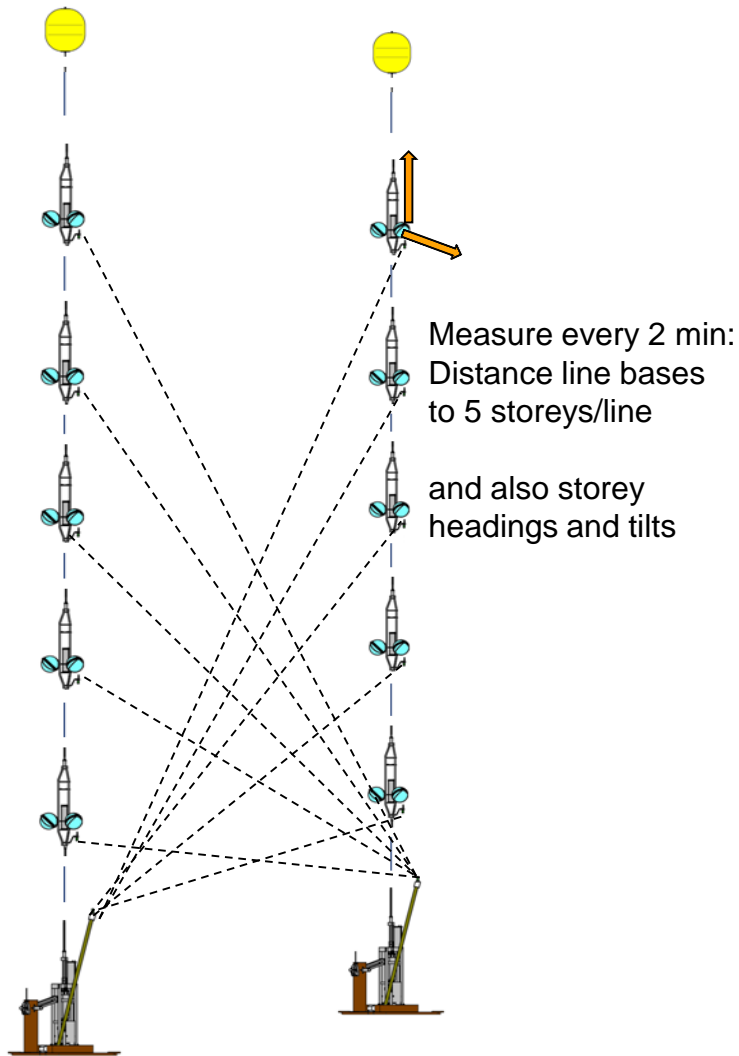 Measure every 2 min:
Distance line bases
to 5 storeys/line
and also storey
headings and tilts